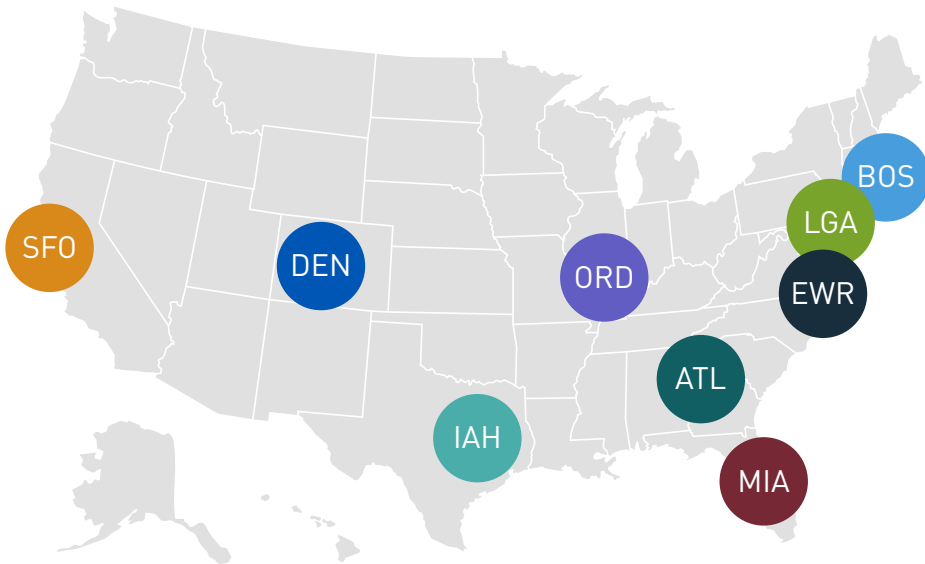 BOS
LGA
SFO
DEN
ORD
EWR
ATL
IAH
MIA